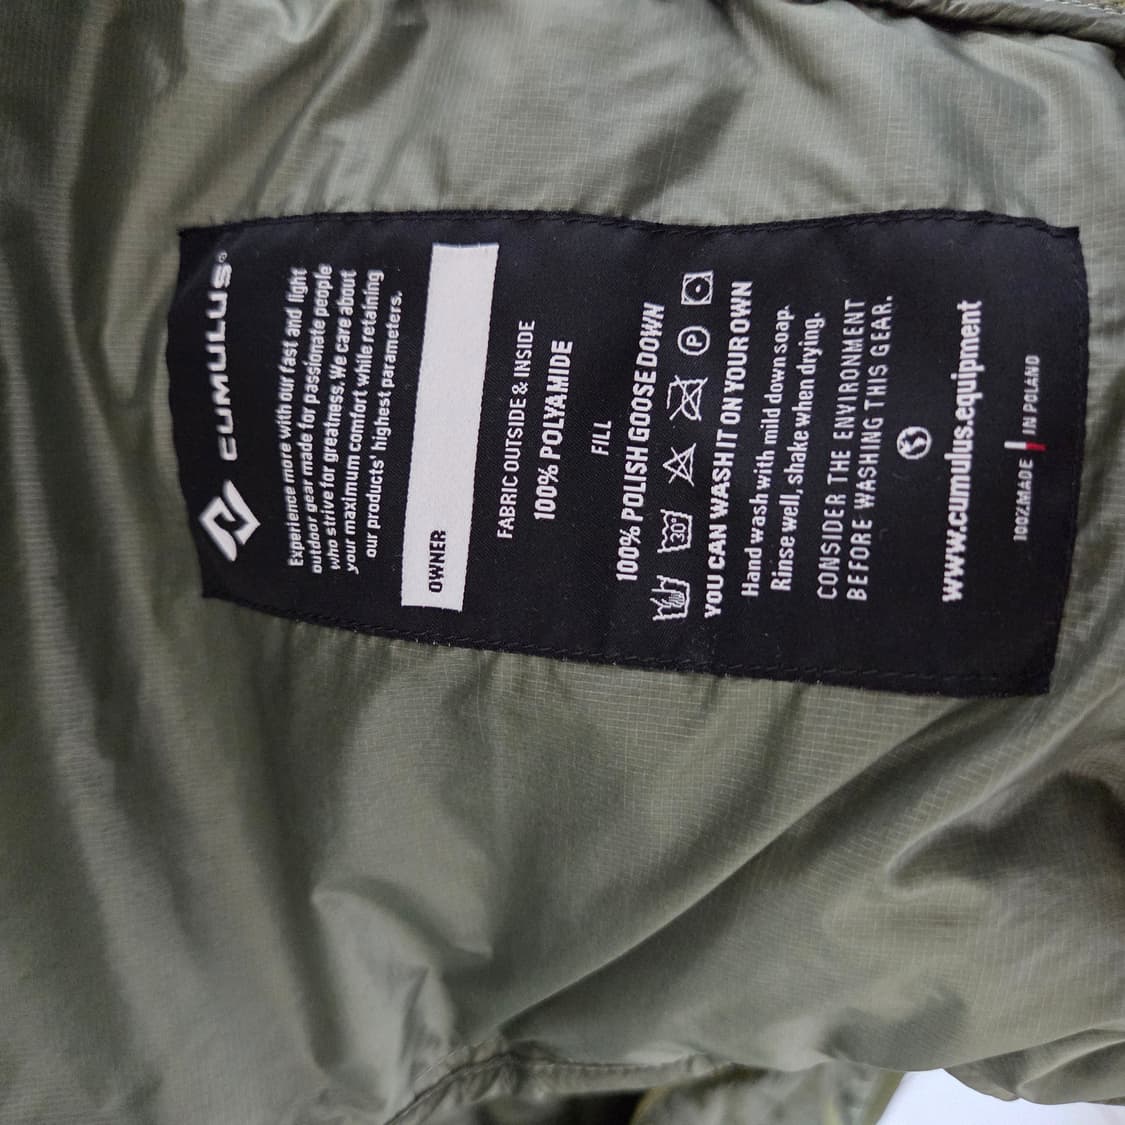 CUMULUS®
Experience more with our fast and light
outdoor gear made for passionate people
who strive for greatness. We care about
your maximum comfort while retaining
our products' highest parameters.
OWNER
FABRIC OUTSIDE & INSIDE
100% POLYAMIDE
FILL
100% POLISH GOOSE DOWN
30° P
YOU CAN WASH IT ON YOUR OWN
Hand wash with mild down soap.
Rinse well, shake when drying.
CONSIDER THE ENVIRONMENT
BEFORE WASHING THIS GEAR.
www.cumulus.equipment
100% MADE IN POLAND